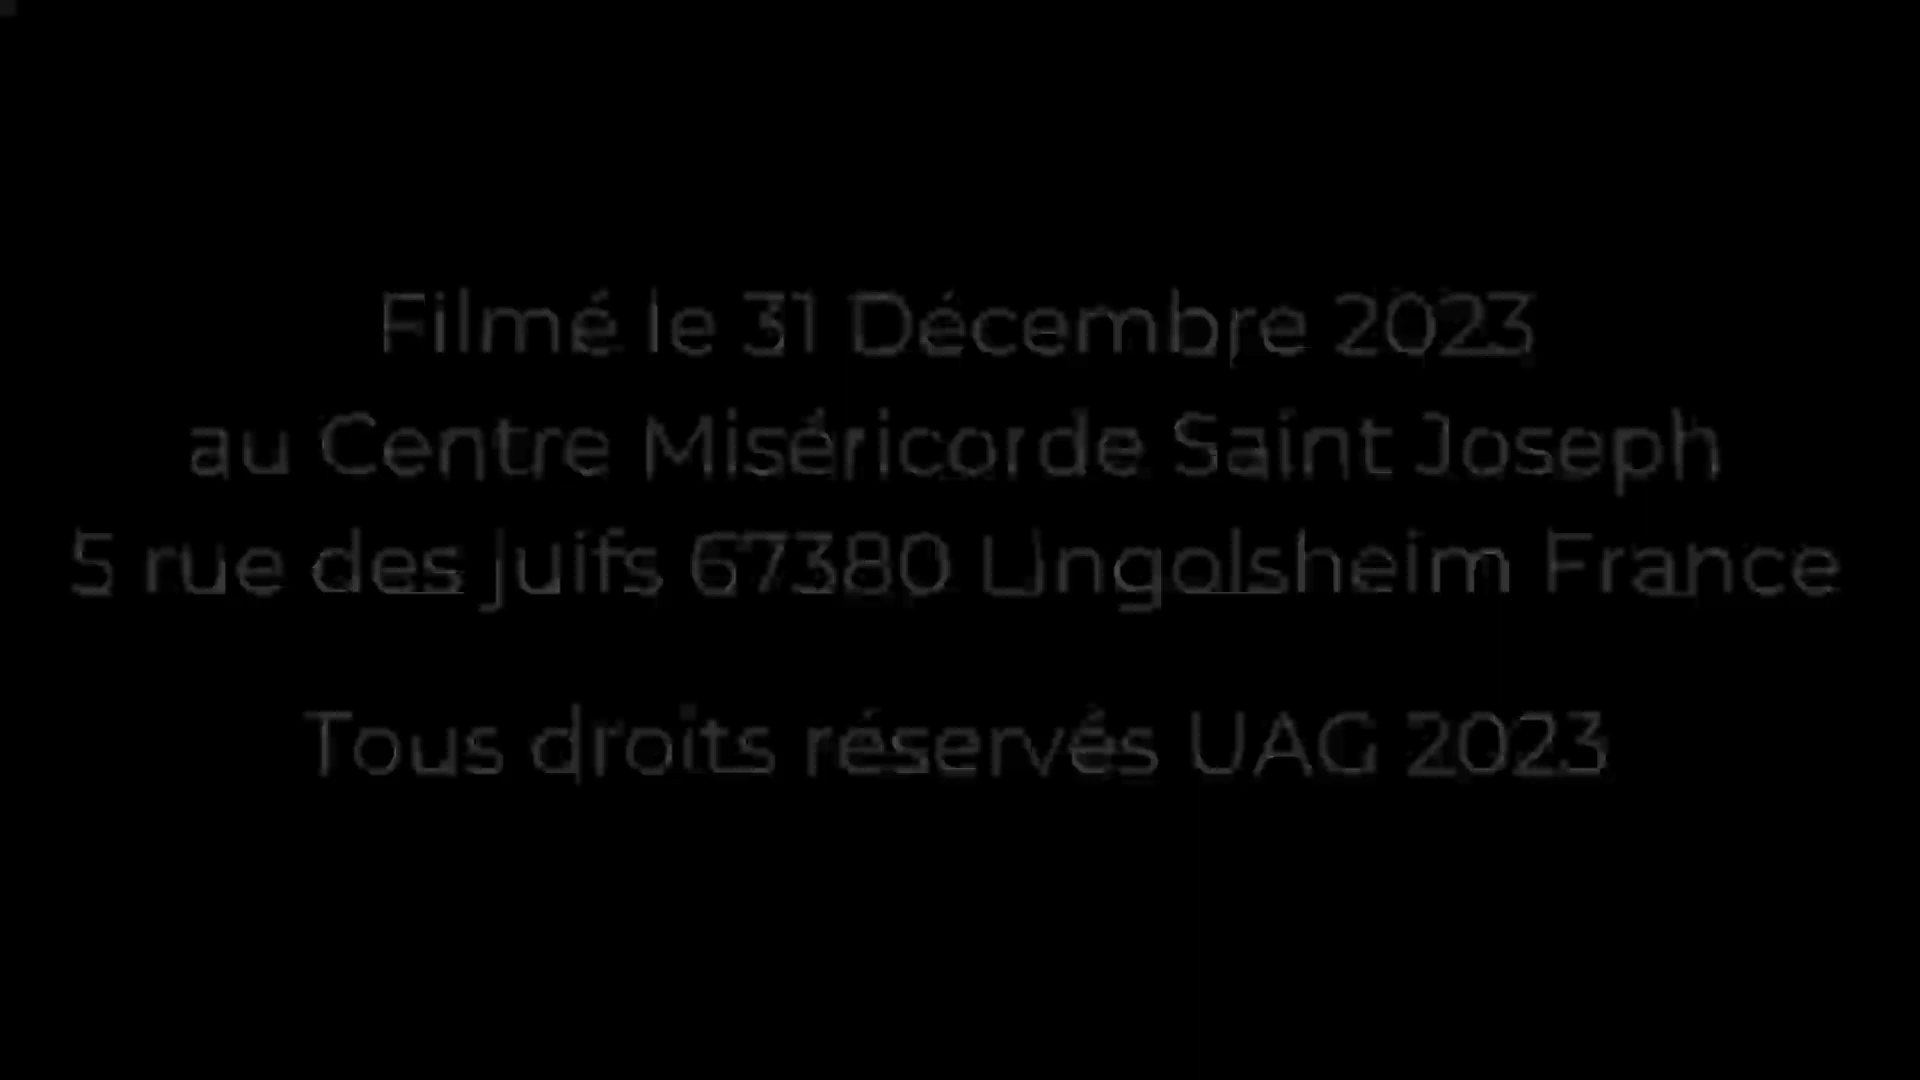 Filmé le 31 Décembre 2023
au Centre Miséricorde Saint Joseph
5 rue des juifs 67380 Lingolsheim France
Tous droits réservés UAG 2023